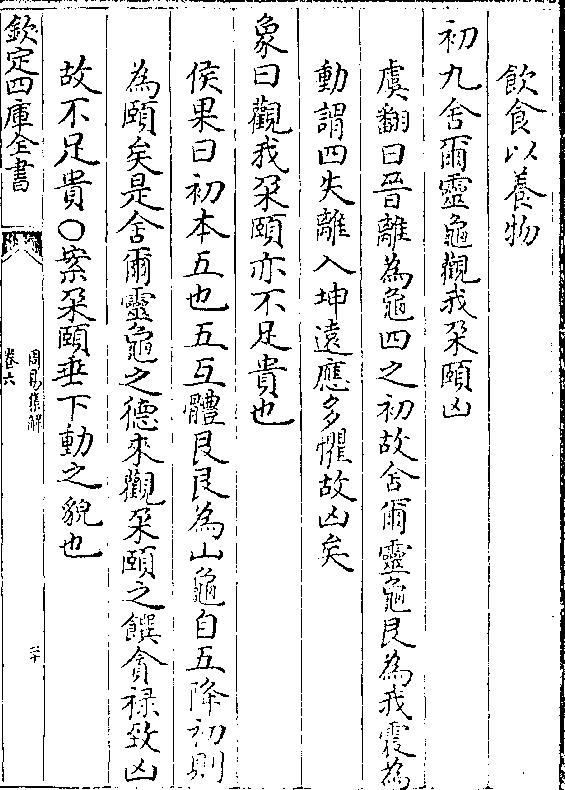 飲食以養物
初九舍爾靈龜觀我朶頤凶
虞翻曰晉離為龜四之初故舍爾靈龜艮為我震為
動謂四失離入坤遠應多懼故凶矣
象曰觀我朶頤亦不足貴也
侯果曰初本五也五互體艮艮為山龜自五降初則
為頤矣是舍爾靈龜之德來觀朶頤之饌貪祿致凶
故不足貴○案朶頤垂下動之貌也
欽定四庫全書
周易集解
卷六
二十